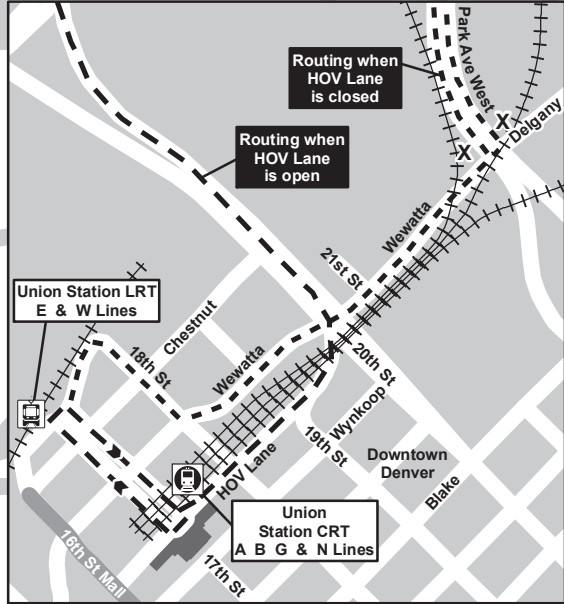 Routing when
HOV Lane
is closed
Park Ave West
X
Delgany
X
Routing when
HOV Lane
is open
Wewatta
21st St
Union Station LRT
E & W Lines
Chestnut
18th St
Wewatta
20th St
Wynkoop
19th St
Downtown
Denver
HOV Lane
Blake
Union
Station CRT
A B G & N Lines
16th St Mall
17th St